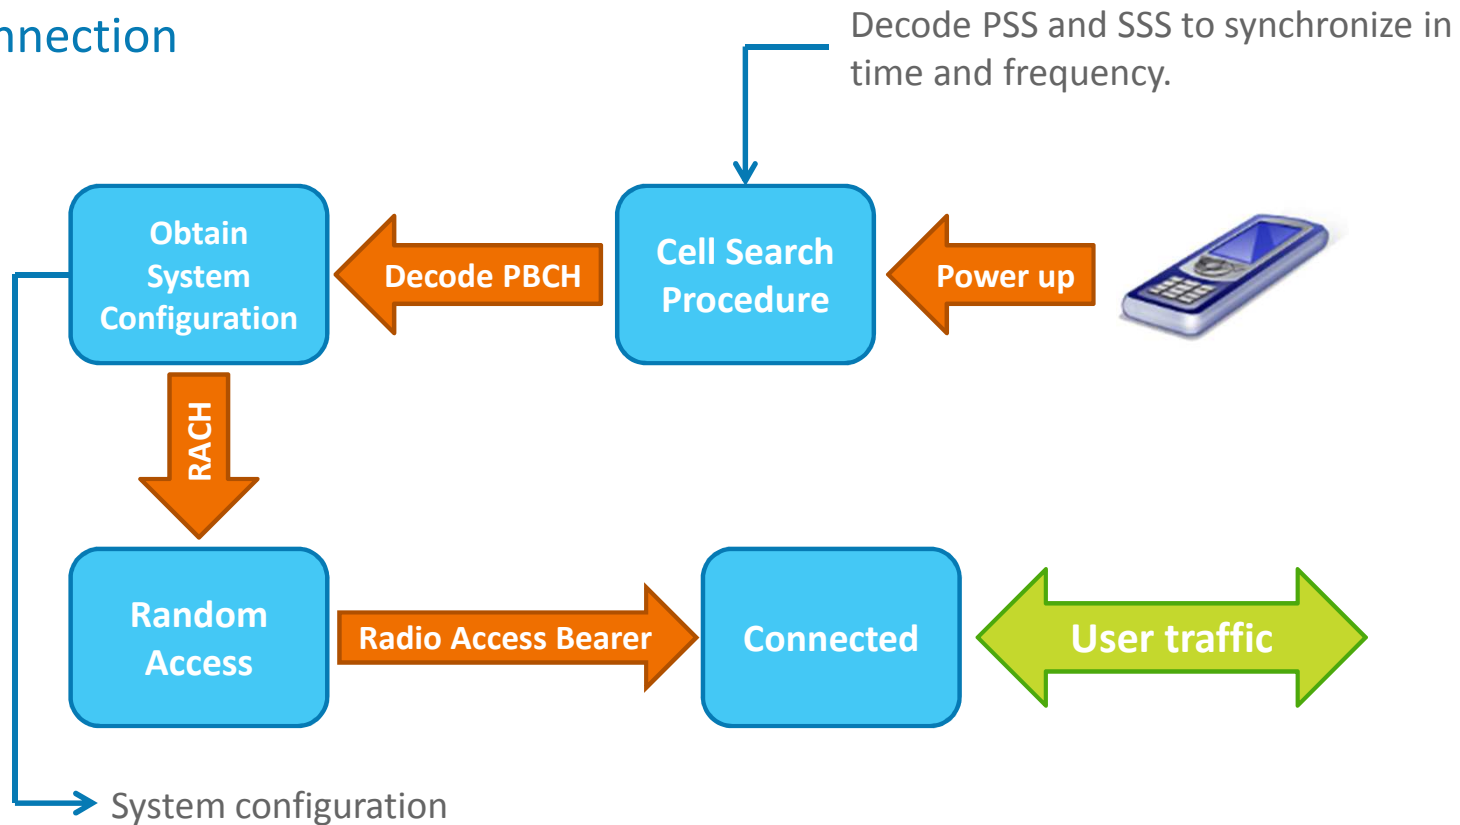 Decode PSS and SSS to synchronize in
time and frequency.
Obtain
System
Configuration
Decode PBCH
Cell Search
Procedure
Power up
RACH
Random
Access
Radio Access Bearer
Connected
User traffic
System configuration